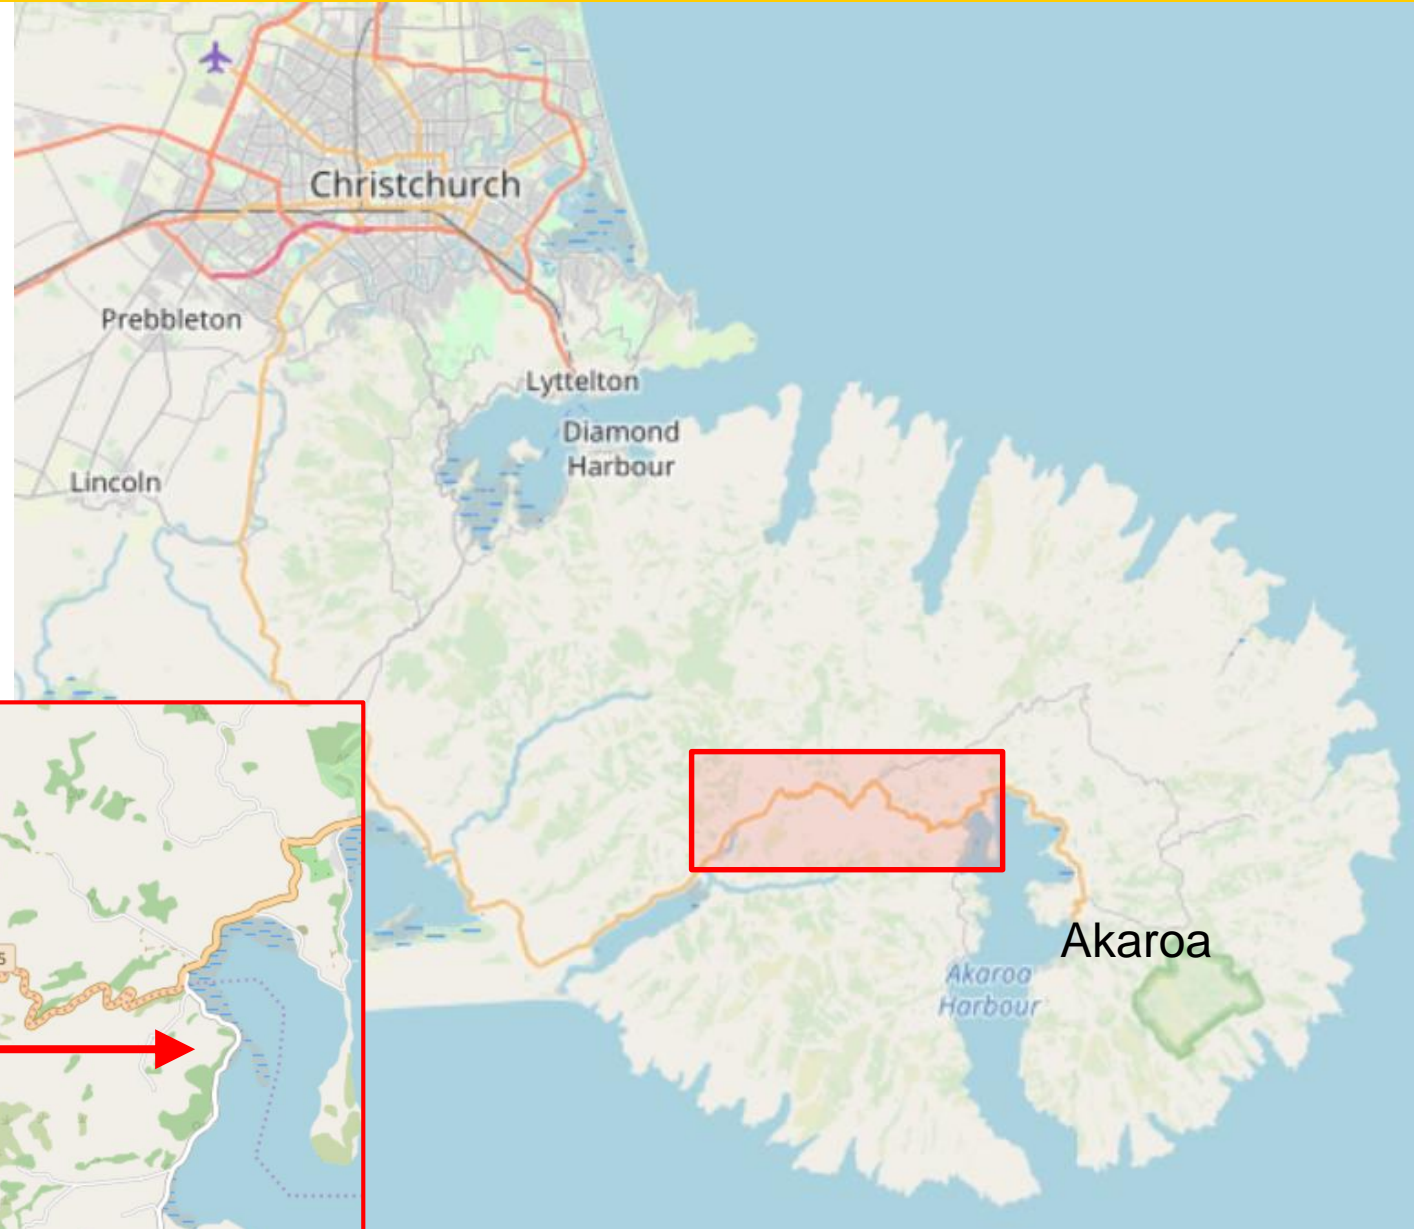 Christchurch
Prebbleton
Lyttelton
Diamond
Harbour
Lincoln
Akaroa
Akaroa
Harbour